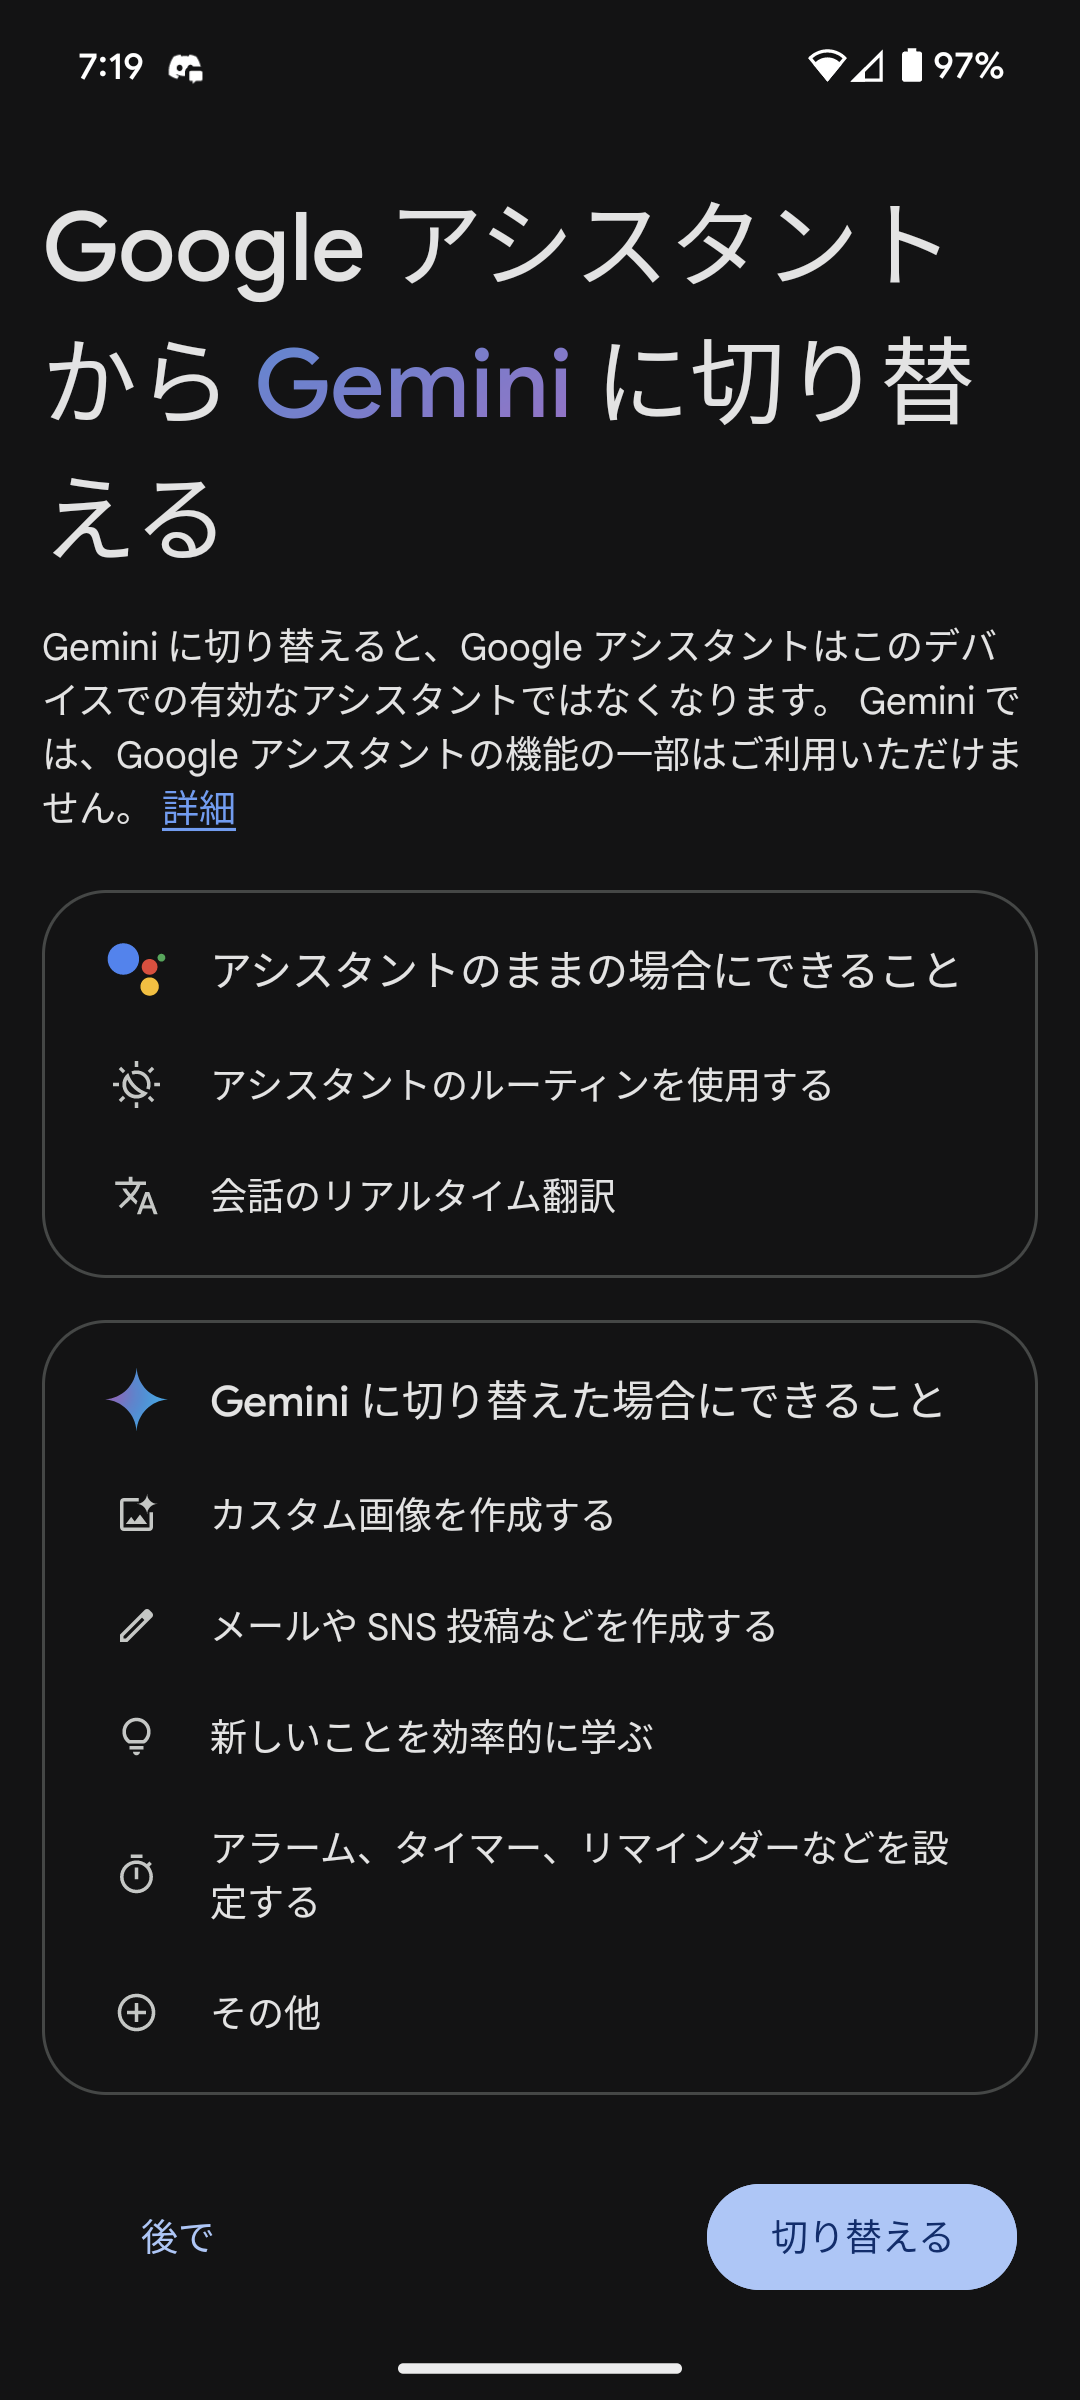 7:19
97%
Google アシスタント
から Gemini に切り替
える
Gemini に切り替えると、Google アシスタントはこのデバ
イスでの有効なアシスタントではなくなります。 Gemini で
は、Google アシスタントの機能の一部はご利用いただけま
せん。 詳細
アシスタントのままの場合にできること
アシスタントのルーティンを使用する
会話のリアルタイム翻訳
Gemini に切り替えた場合にできること
カスタム画像を作成する
メールや SNS 投稿などを作成する
新しいことを効率的に学ぶ
アラーム、タイマー、リマインダーなどを設
定する
その他
後で
切り替える